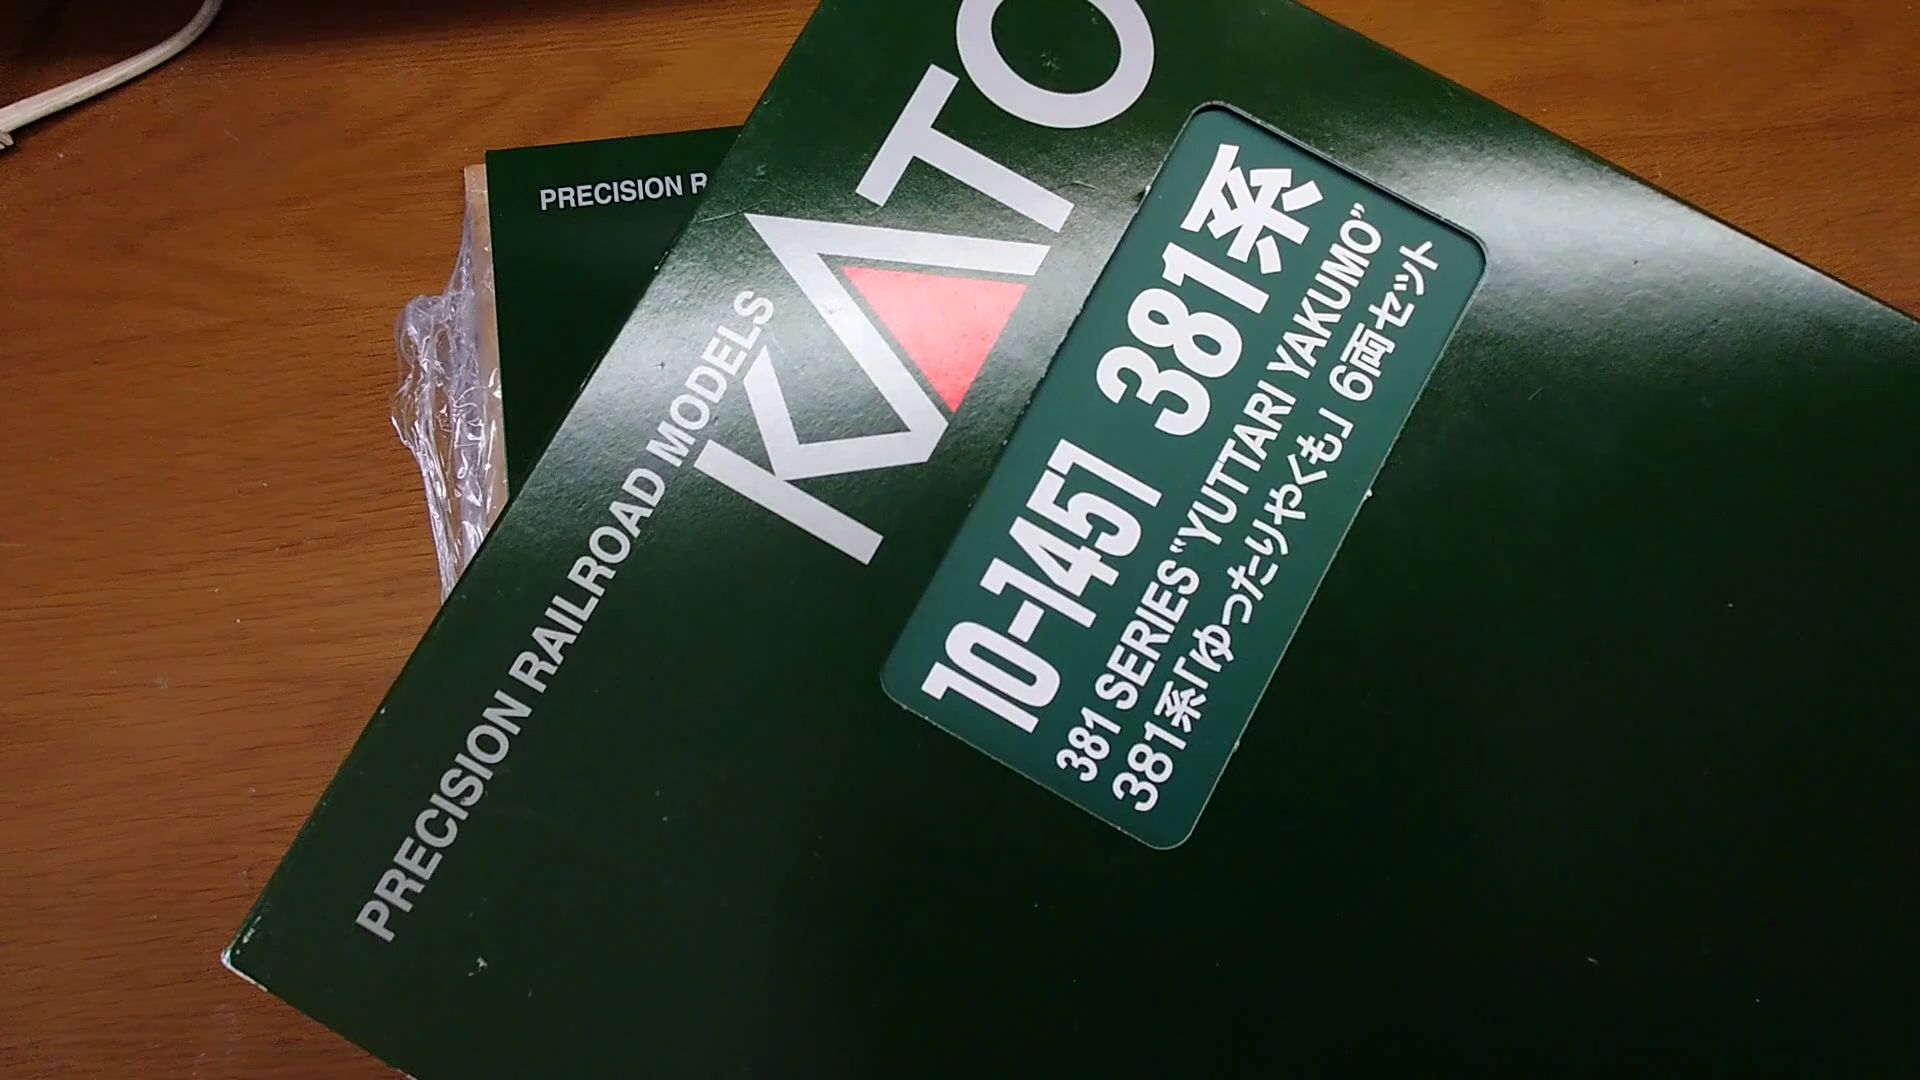 PRECISION R
PRECISION RAILROAD MODELS
KATO
10-1451 381系
381 SERIES "YUTTARI YAKUMO"
381系「ゆったりやくも」 6両セット